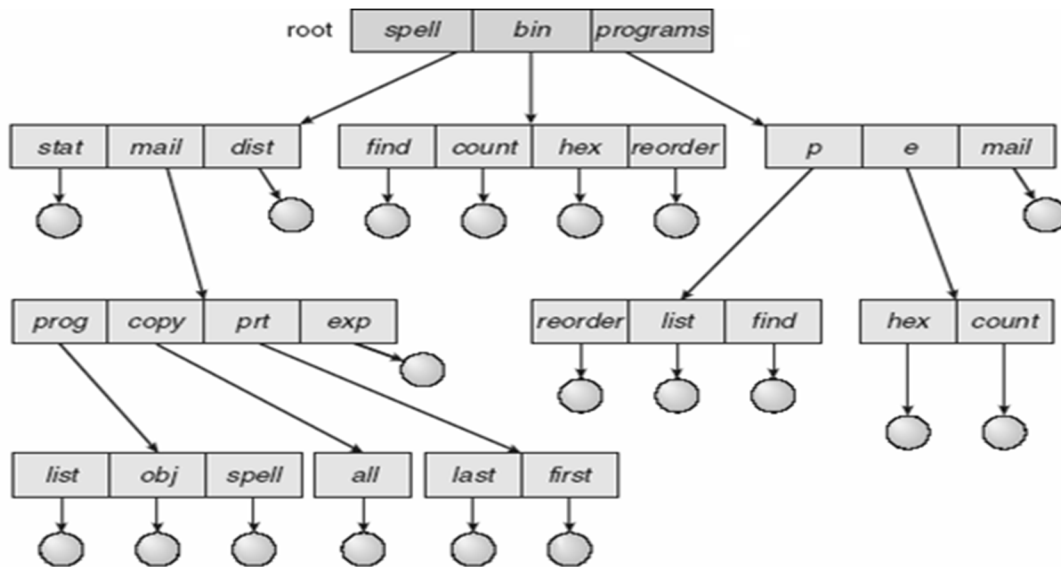 root spell bin programs
stat mail dist find count hex reorder p e mail
prog copy prt exp reorder list find hex count
list obj spell all last first